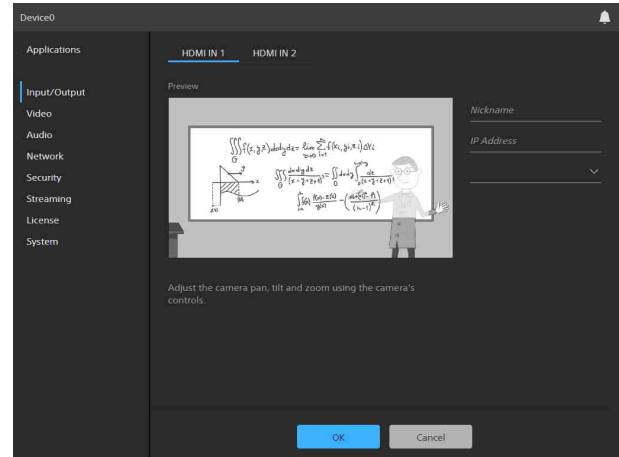 Device0
Applications
Input/Output
Video
Audio
Network
Security
Streaming
License
System
HDMI IN 1
HDMI IN 2
Preview
Nickname
IP Address
Adjust the camera pan, tilt and zoom using the camera's
controls.
OK
Cancel